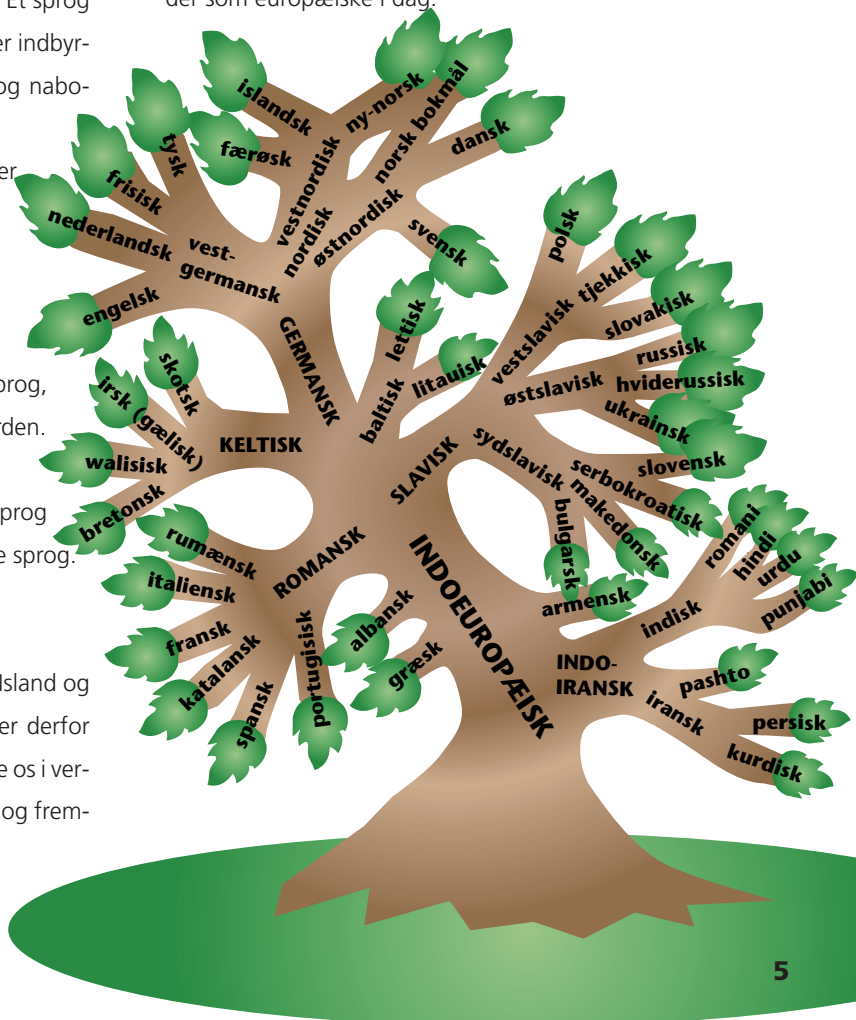 Et sprog
er indbyr-
og nabo-
er
sprog,
rden.
sprog
e sprog.
Island og
er derfor
e os i ver-
og frem-
der som europæiske i dag.
INDOEUROPÆISK
GERMANSK
vest-
germansk
tysk
frisisk
nederlandsk
engelsk
nordisk
vestnordisk
islandsk
færøsk
ny-norsk
østnordisk
norsk bokmål
dansk
svensk
KELTISK
skotsk
irsk (gælisk)
walisisk
bretonsk
ROMANSK
rumænsk
italiensk
fransk
katalansk
spansk
portugisisk
albansk
græsk
baltisk
lettisk
litauisk
SLAVISK
vestslavisk
polsk
tjekkisk
slovakisk
østslavisk
russisk
hviderussisk
ukrainsk
sydslavisk
slovensk
serbokroatisk
makedonsk
bulgarsk
armensk
INDO-
IRANSK
indisk
romani
hindi
urdu
punjabi
iransk
pashto
persisk
kurdisk
5